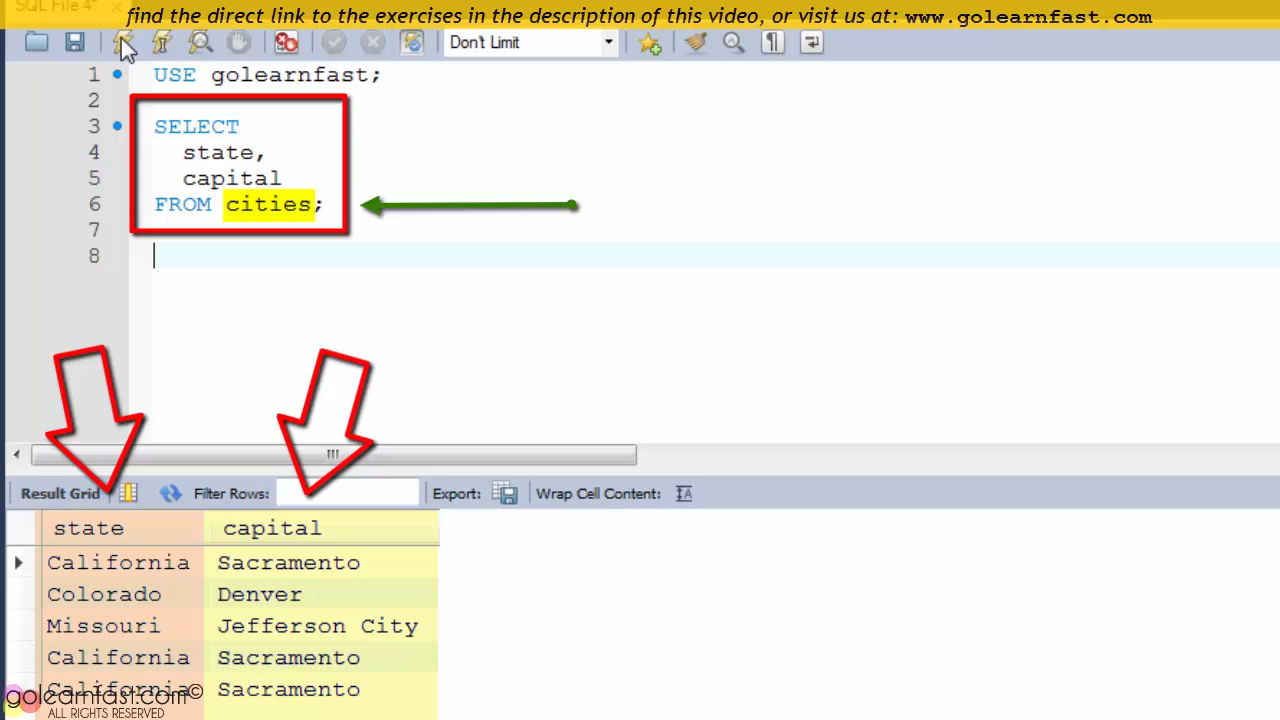 SQL File 4*
find the direct link to the exercises in the description of this video, or visit us at: www.golearnfast.com
Don't Limit
1 USE golearnfast;
2
3 SELECT
4 state,
5 capital
6 FROM cities;
7
8
Result Grid Filter Rows: Export: Wrap Cell Content:
state capital
California Sacramento
Colorado Denver
Missouri Jefferson City
California Sacramento
California Sacramento
golearnfast.com©
ALL RIGHTS RESERVED